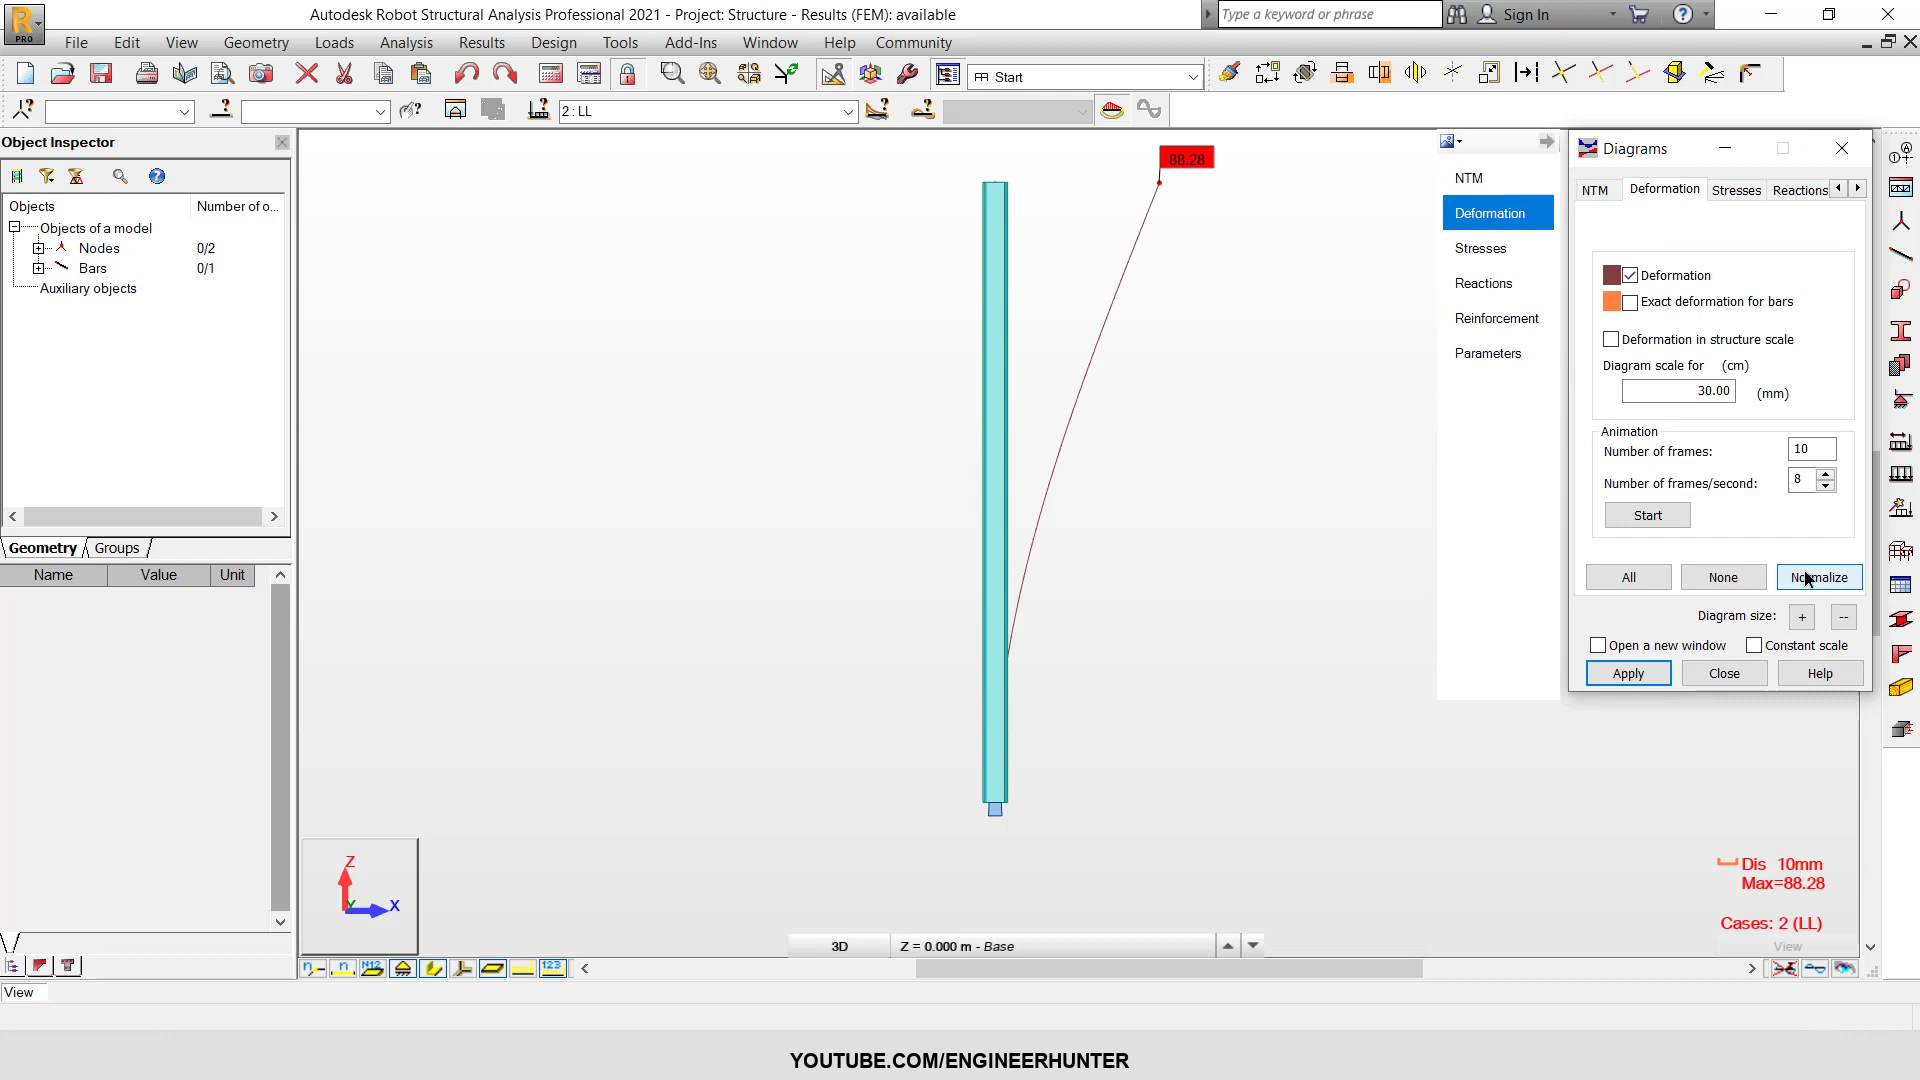 PRO
Autodesk Robot Structural Analysis Professional 2021 - Project: Structure - Results (FEM): available
Type a keyword or phrase
Sign In
File Edit View Geometry Loads Analysis Results Design Tools Add-Ins Window Help Community
Start
2 : LL
Object Inspector
Objects Number of o...
Objects of a model
Nodes 0/2
Bars 0/1
Auxiliary objects
Geometry Groups
Name Value Unit
88.28
NTM
Deformation
Stresses
Reactions
Reinforcement
Parameters
Diagrams
NTM Deformation Stresses Reactions
Deformation
Exact deformation for bars
Deformation in structure scale
Diagram scale for (cm)
30.00 (mm)
Animation
Number of frames: 10
Number of frames/second: 8
Start
All None Normalize
Diagram size: + --
Open a new window Constant scale
Apply Close Help
Z
Y X
Dis 10mm
Max=88.28
Cases: 2 (LL)
View
3D Z = 0.000 m - Base
View
YOUTUBE.COM/ENGINEERHUNTER